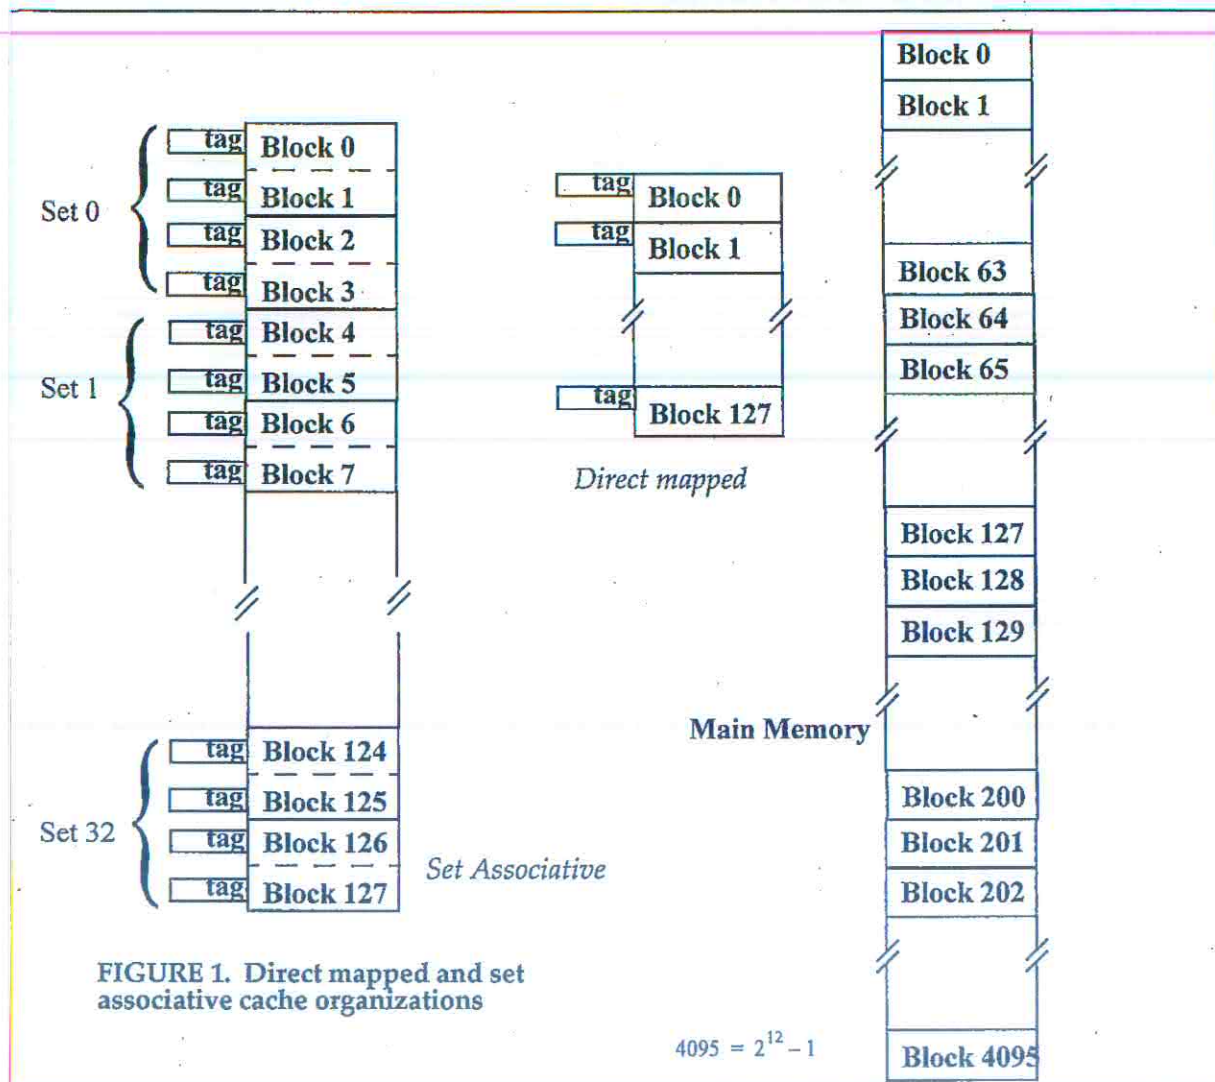 tag Block 0
tag Block 1
Set 0
tag Block 2
tag Block 3
tag Block 4
tag Block 5
Set 1
tag Block 6
tag Block 7
tag Block 124
tag Block 125
Set 32
tag Block 126
tag Block 127
Set Associative
tag Block 0
tag Block 1
tag Block 127
Direct mapped
Block 0
Block 1
Block 63
Block 64
Block 65
Block 127
Block 128
Block 129
Main Memory
Block 200
Block 201
Block 202
Block 4095
FIGURE 1. Direct mapped and set
associative cache organizations
4095 = 2^12 – 1